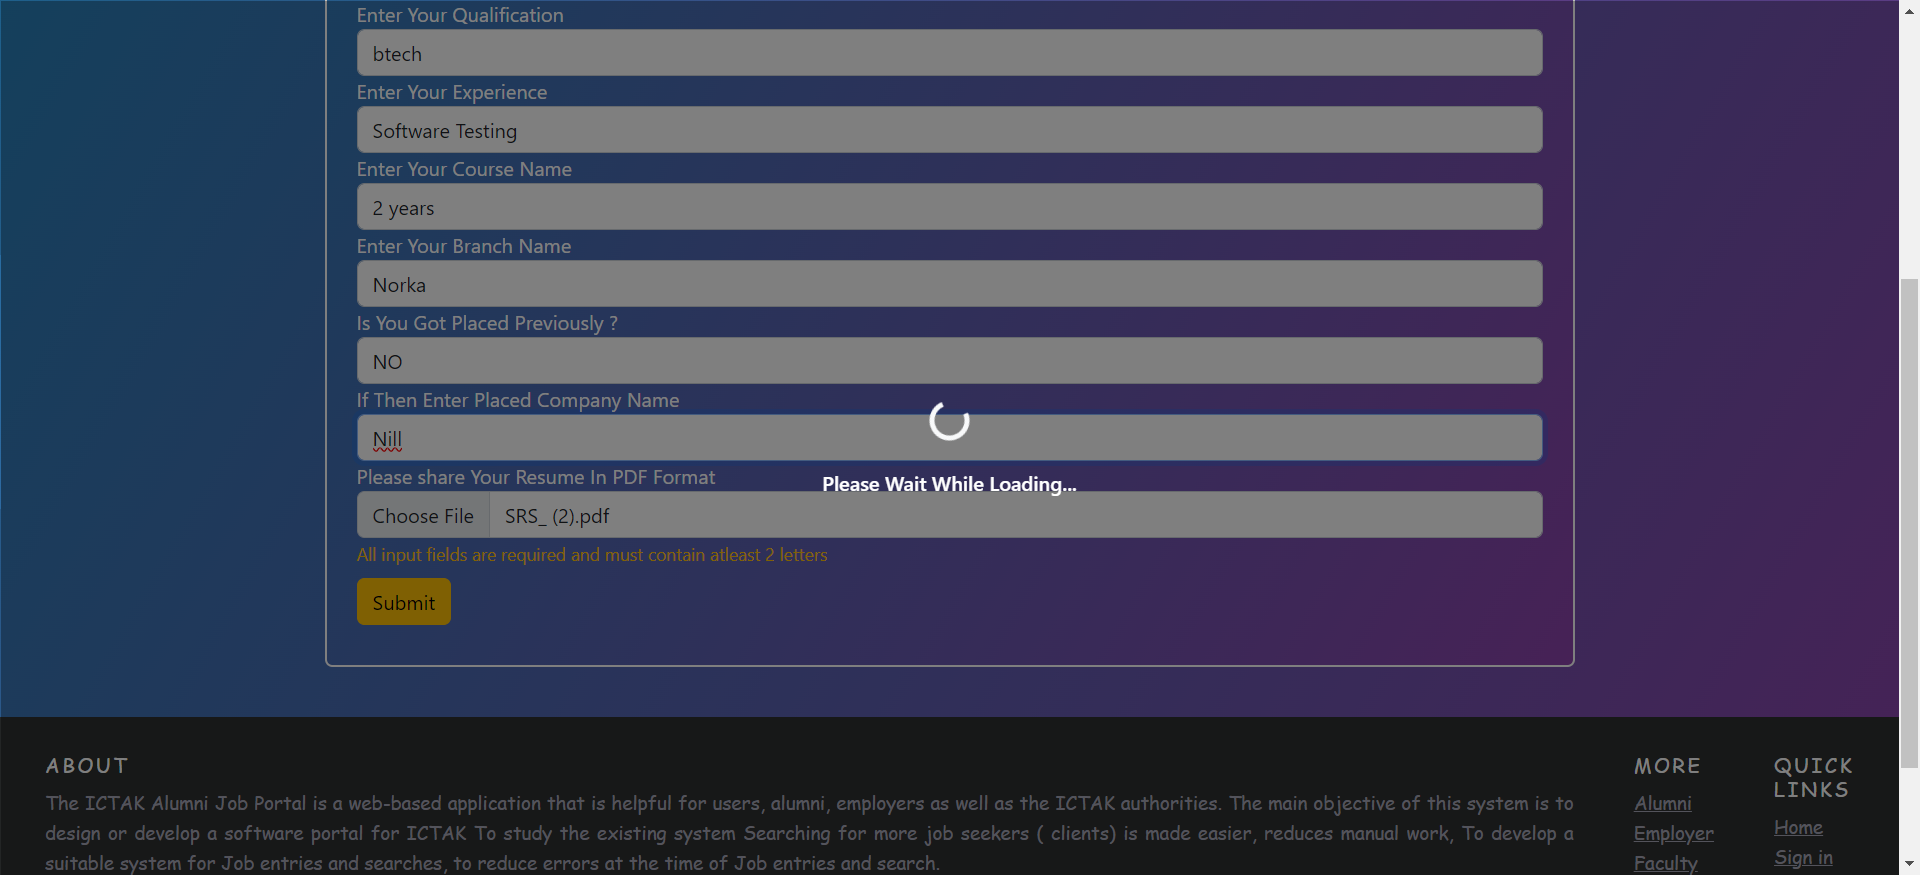 Enter Your Qualification
btech
Enter Your Experience
Software Testing
Enter Your Course Name
2 years
Enter Your Branch Name
Norka
Is You Got Placed Previously ?
NO
If Then Enter Placed Company Name
Nill
Please share Your Resume In PDF Format
Please Wait While Loading...
Choose File SRS_ (2).pdf
All input fields are required and must contain atleast 2 letters
Submit
ABOUT
The ICTAK Alumni Job Portal is a web-based application that is helpful for users, alumni, employers as well as the ICTAK authorities. The main objective of this system is to
design or develop a software portal for ICTAK To study the existing system Searching for more job seekers ( clients) is made easier, reduces manual work, To develop a
suitable system for Job entries and searches, to reduce errors at the time of Job entries and search.
MORE
Alumni
Employer
Faculty
QUICK
LINKS
Home
Sign in